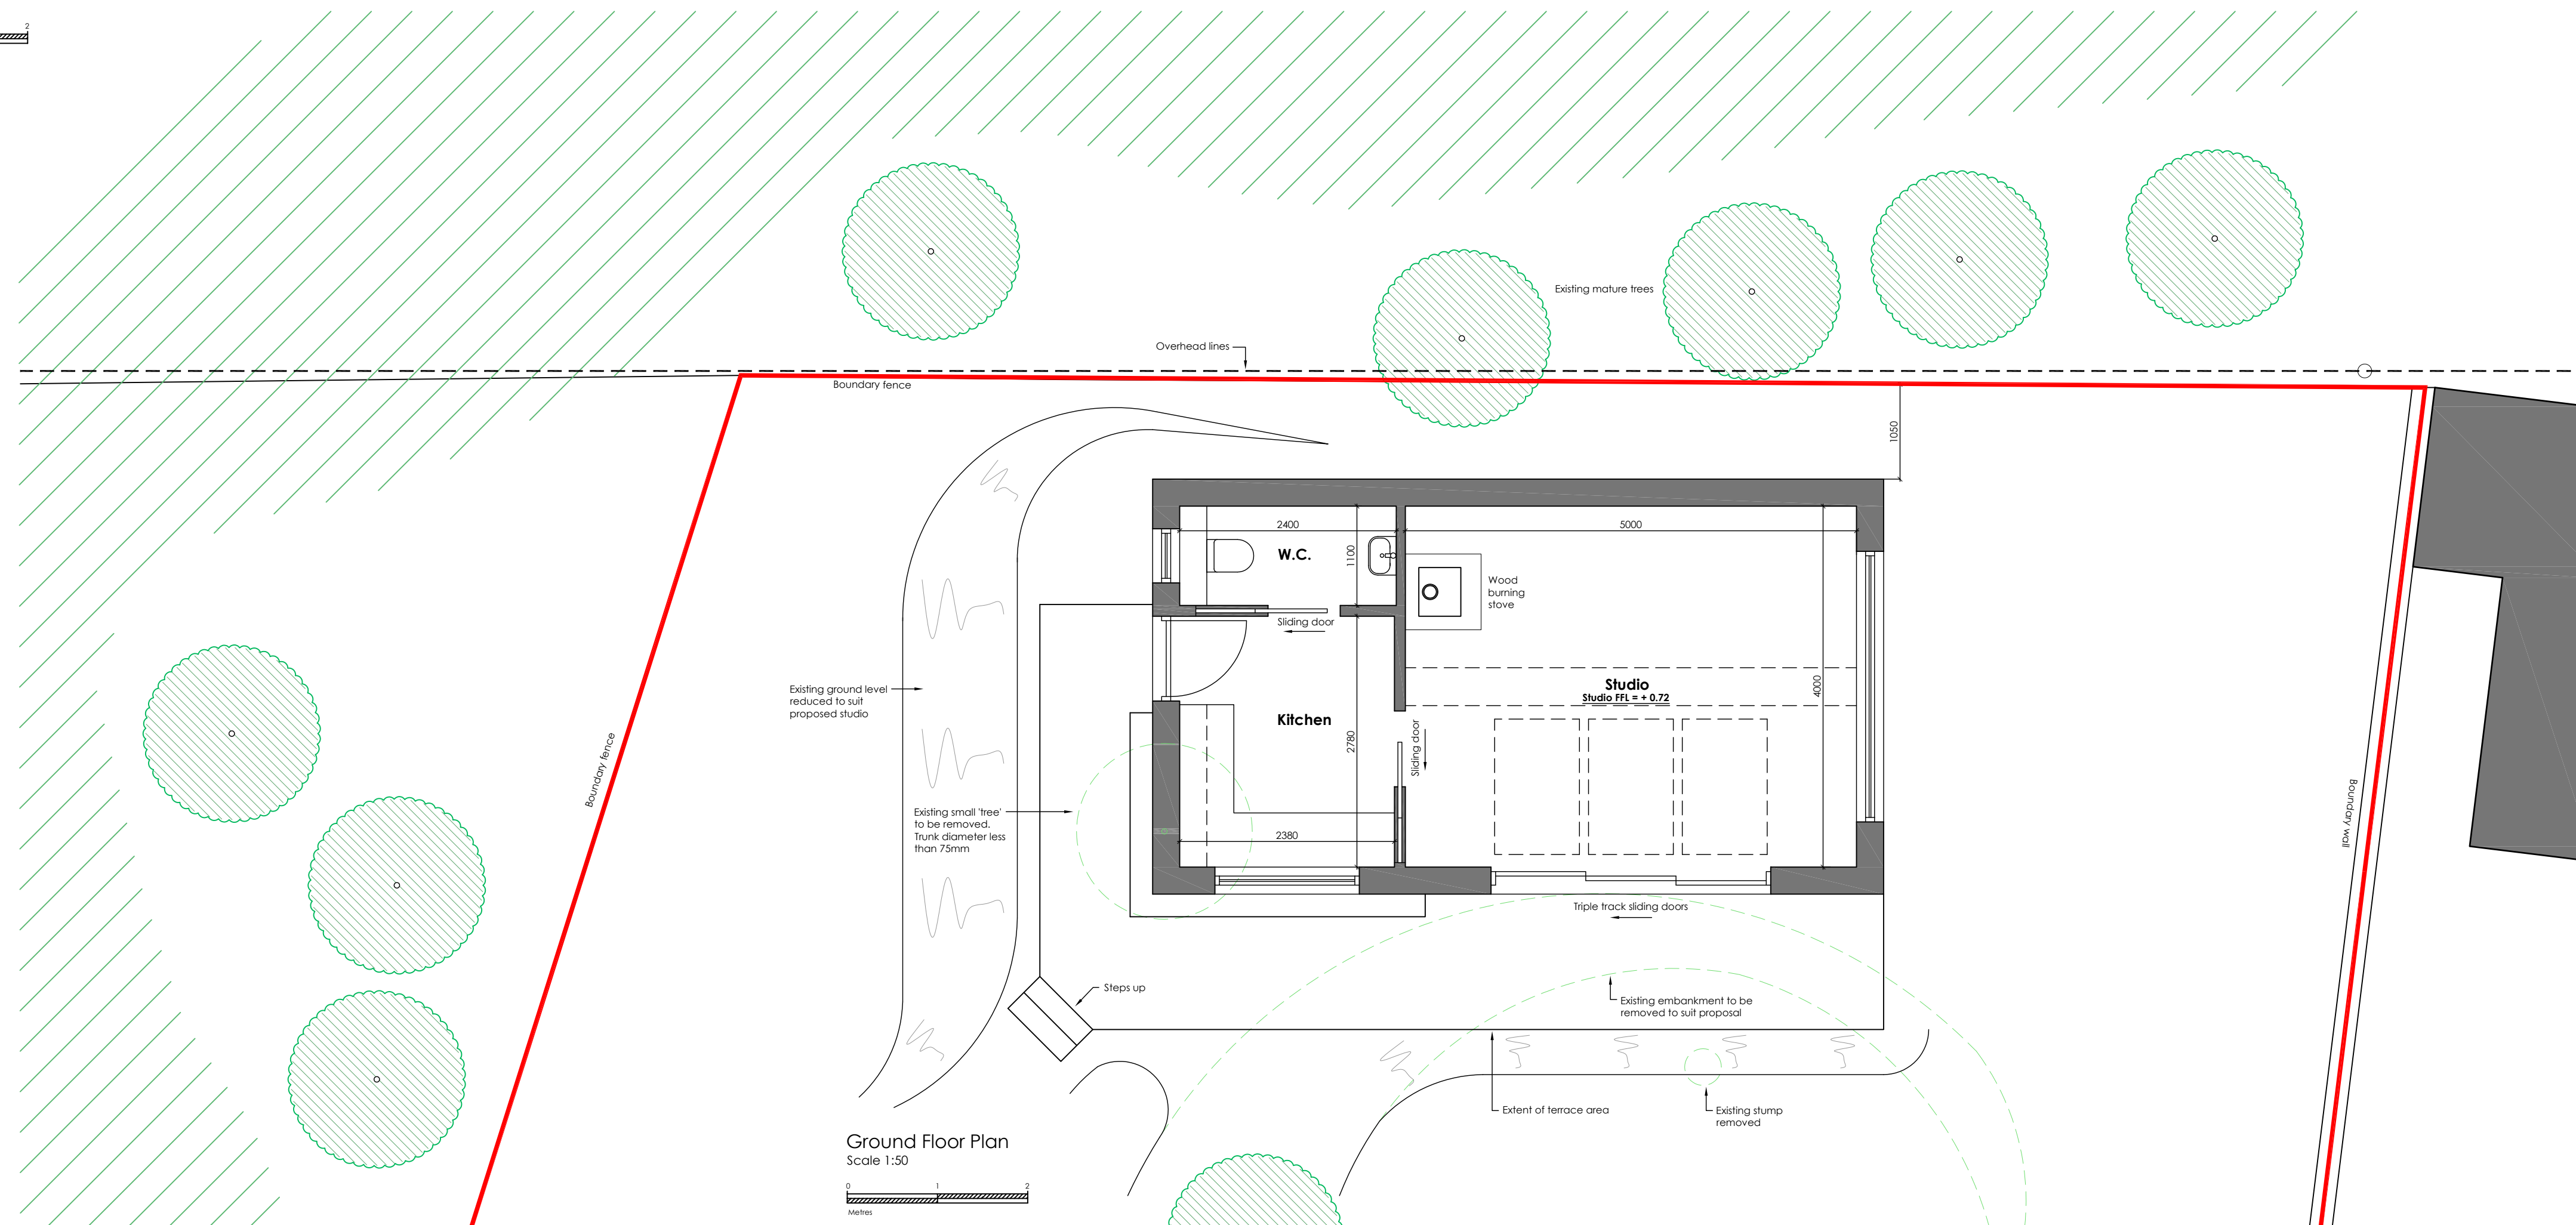 2
Existing mature trees
Overhead lines
Boundary fence
1050
2400
5000
W.C.
1100
Wood
burning
stove
Sliding door
Studio
Studio FFL = + 0.72
4000
Existing ground level
reduced to suit
proposed studio
Kitchen
2780
Sliding door
Boundary fence
Boundary wall
Existing small 'tree'
to be removed.
Trunk diameter less
than 75mm
2380
Triple track sliding doors
Steps up
Existing embankment to be
removed to suit proposal
Extent of terrace area
Existing stump
removed
Ground Floor Plan
Scale 1:50
0 1 2
Metres